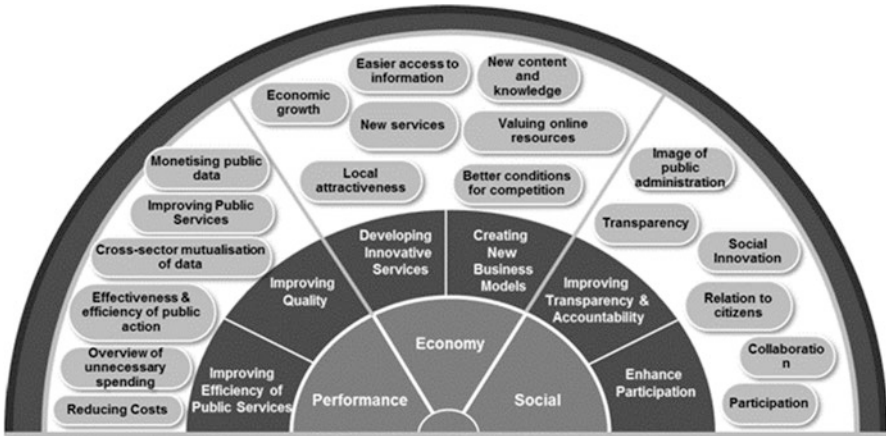 Easier access to
information
New content
and
knowledge
Economic
growth
New services
Valuing online
resources
Monetising public
data
Local
attractiveness
Better conditions
for competition
Image of
public
administration
Improving Public
Services
Transparency
Cross-sector mutualisation
of data
Social
Innovation
Effectiveness &
efficiency of public
action
Relation to
citizens
Overview of
unnecessary
spending
Collaboratio
n
Reducing Costs
Participation
Improving
Efficiency of
Public Services
Improving
Quality
Developing
Innovative
Services
Creating
New
Business
Models
Improving
Transparency &
Accountability
Enhance
Participation
Performance
Economy
Social